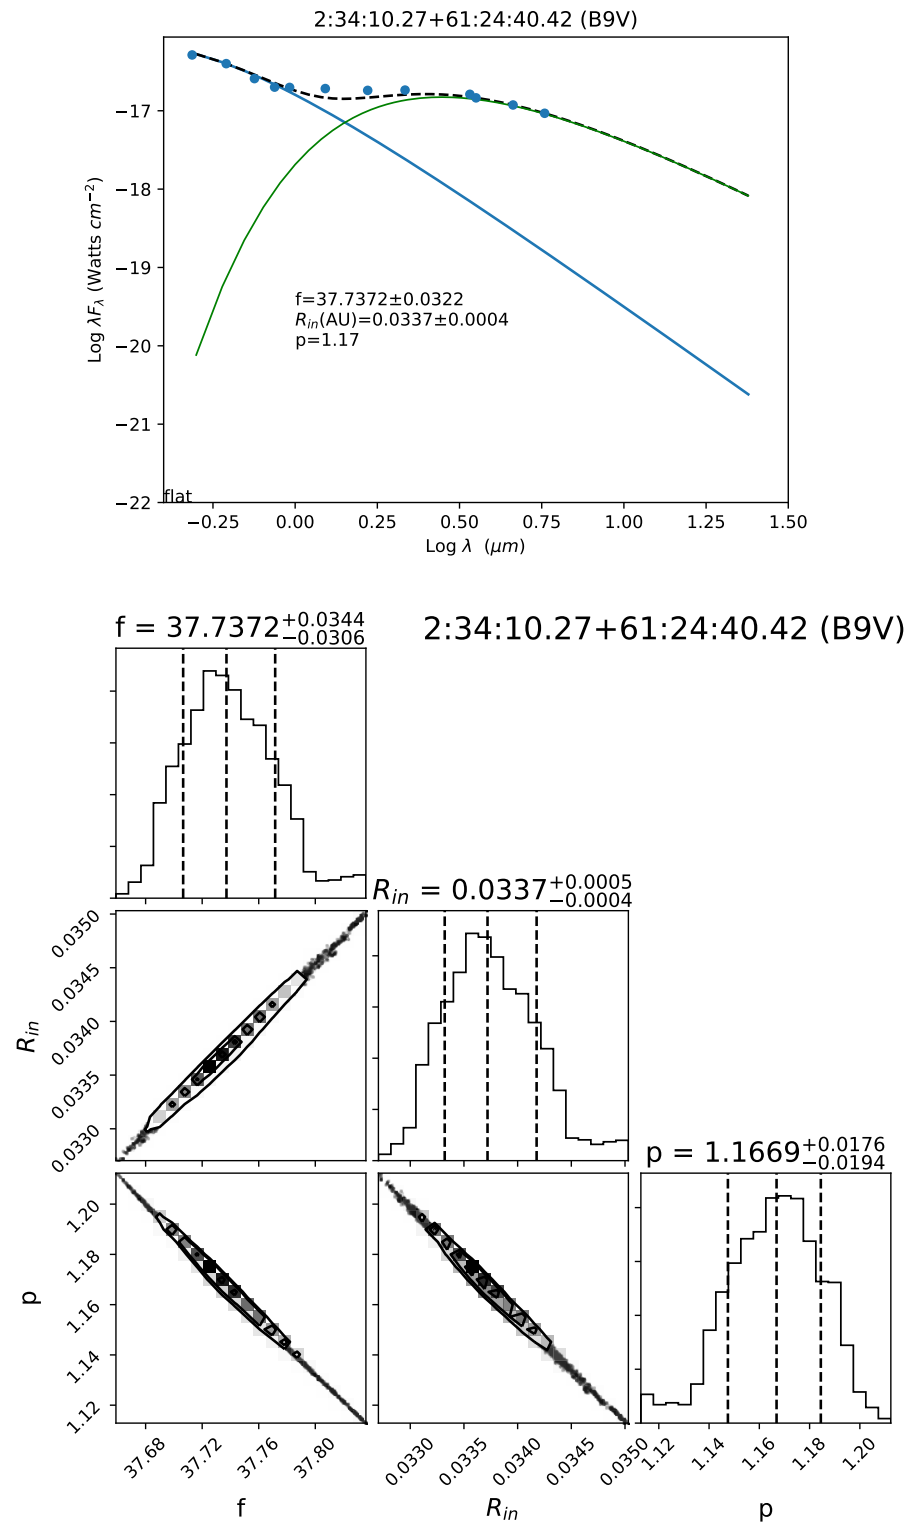 2:34:10.27+61:24:40.42 (B9V)
Log λF_λ (Watts cm⁻²)
−17
−18
−19
−20
−21
−22
f=37.7372±0.0322
R_in(AU)=0.0337±0.0004
p=1.17
flat
−0.25 0.00 0.25 0.50 0.75 1.00 1.25 1.50
Log λ (μm)
2:34:10.27+61:24:40.42 (B9V)
f = 37.7372 +0.0344 −0.0306
R_in = 0.0337 +0.0005 −0.0004
R_in
0.0350
0.0345
0.0340
0.0335
0.0330
p = 1.1669 +0.0176 −0.0194
p
1.20
1.18
1.16
1.14
1.12
37.68 37.72 37.76 37.80
0.0330 0.0335 0.0340 0.0345 0.0350
1.12 1.14 1.16 1.18 1.20
f
R_in
p